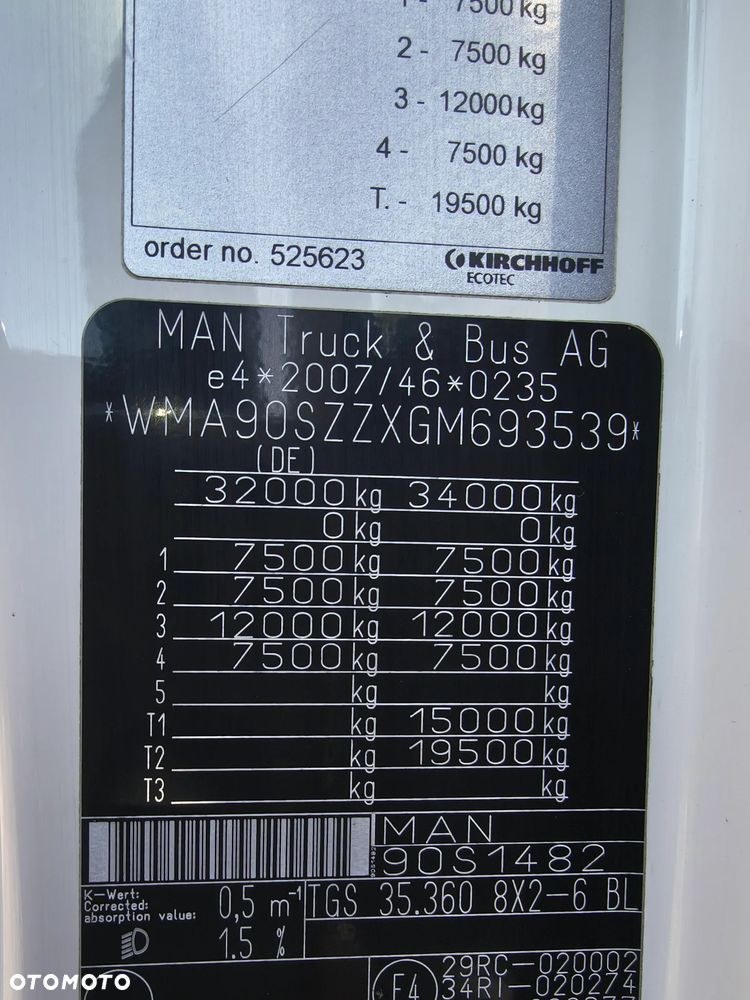 1 - 7500 kg
2 - 7500 kg
3 - 12000 kg
4 - 7500 kg
T. - 19500 kg
order no. 525623
KIRCHHOFF
ECOTEC
MAN Truck & Bus AG
e4*2007/46*0235
*WMA90SZZXGM693539*
(DE)
32000 kg 34000 kg
0 kg 0 kg
1 7500 kg 7500 kg
2 7500 kg 7500 kg
3 12000 kg 12000 kg
4 7500 kg 7500 kg
5 kg kg
T1 kg 15000 kg
T2 kg 19500 kg
T3 kg kg
MAN
90S1482
90S1482
K-Wert:
Corrected:
absorption value: 0,5 m⁻¹
TGS 35.360 8X2-6 BL
1.5 %
E4
29RC-020002
34RI-020274
OTOMOTO